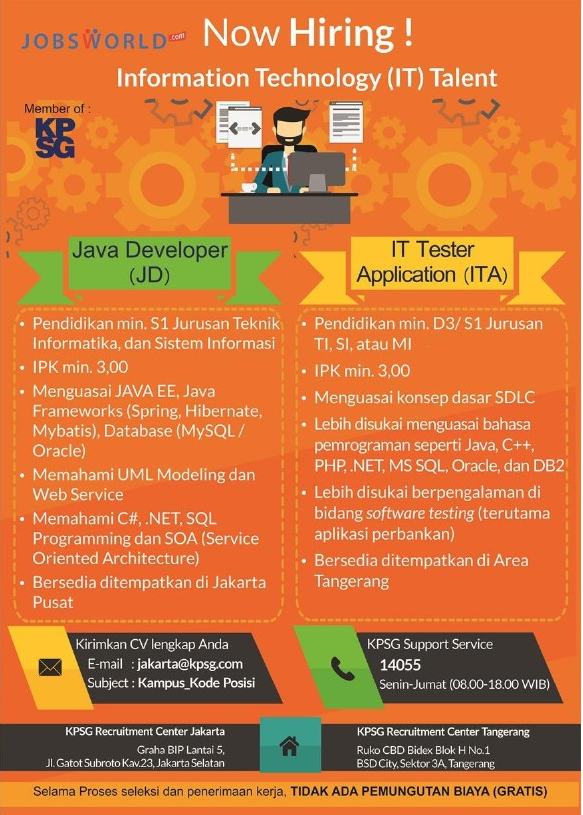 JOBSWORLD.com
Now Hiring !
Information Technology (IT) Talent
Member of :
KP
SG
Java Developer
(JD)
• Pendidikan min. S1 Jurusan Teknik
Informatika, dan Sistem Informasi
• IPK min. 3,00
• Menguasai JAVA EE, Java
Frameworks (Spring, Hibernate,
Mybatis), Database (MySQL /
Oracle)
• Memahami UML Modeling dan
Web Service
• Memahami C#, .NET, SQL
Programming dan SOA (Service
Oriented Architecture)
• Bersedia ditempatkan di Jakarta
Pusat
IT Tester
Application (ITA)
• Pendidikan min. D3/ S1 Jurusan
TI, SI, atau MI
• IPK min. 3,00
• Menguasai konsep dasar SDLC
• Lebih disukai menguasai bahasa
pemrograman seperti Java, C++,
PHP, .NET, MS SQL, Oracle, dan DB2
• Lebih disukai berpengalaman di
bidang software testing (terutama
aplikasi perbankan)
• Bersedia ditempatkan di Area
Tangerang
Kirimkan CV lengkap Anda
E-mail : jakarta@kpsg.com
Subject : Kampus_Kode Posisi
KPSG Support Service
14055
Senin-Jumat (08.00-18.00 WIB)
KPSG Recruitment Center Jakarta
Graha BIP Lantai 5,
Jl. Gatot Subroto Kav.23, Jakarta Selatan
KPSG Recruitment Center Tangerang
Ruko CBD Bidex Blok H No.1
BSD City, Sektor 3A, Tangerang
Selama Proses seleksi dan penerimaan kerja, TIDAK ADA PEMUNGUTAN BIAYA (GRATIS)